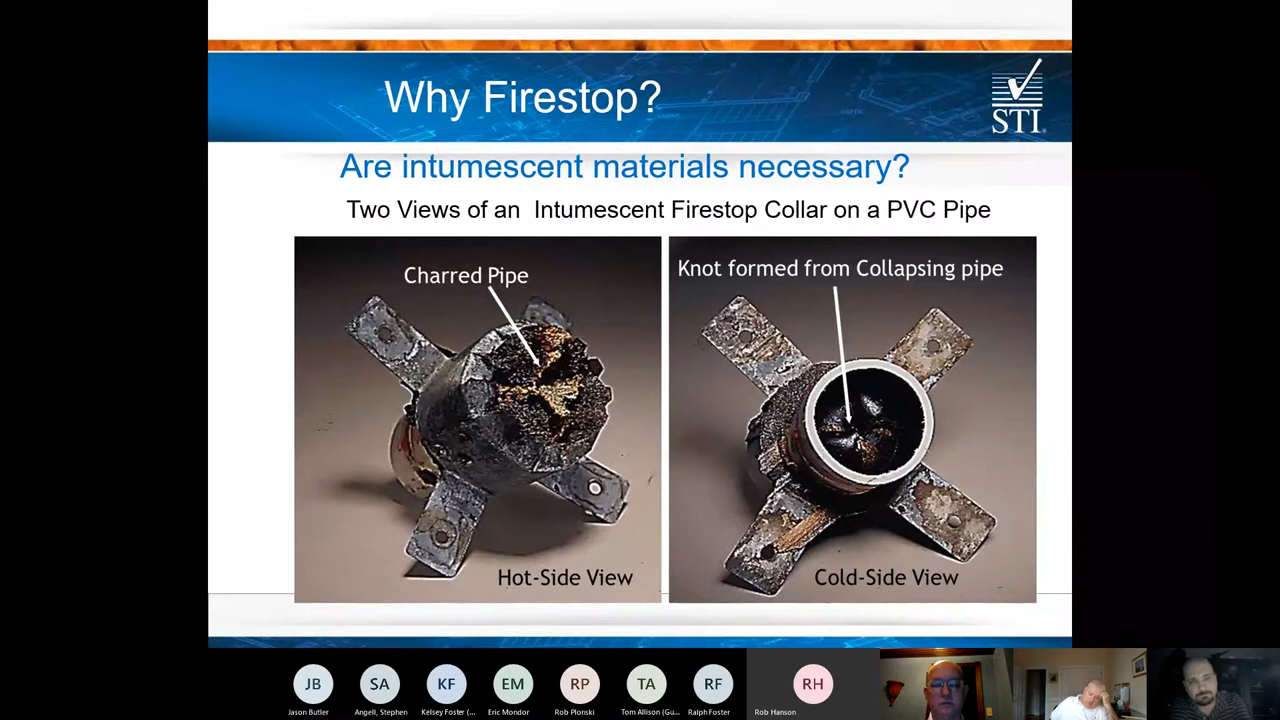 Why Firestop?
STI
Are intumescent materials necessary?
Two Views of an Intumescent Firestop Collar on a PVC Pipe
Charred Pipe
Hot-Side View
Knot formed from Collapsing pipe
Cold-Side View
JB
SA
KF
EM
RP
TA
RF
RH
Jason Butler
Angell, Stephen
Kelsey Foster (...
Eric Mondor
Rob Plonski
Tom Allison (Gu...
Ralph Foster
Rob Hanson